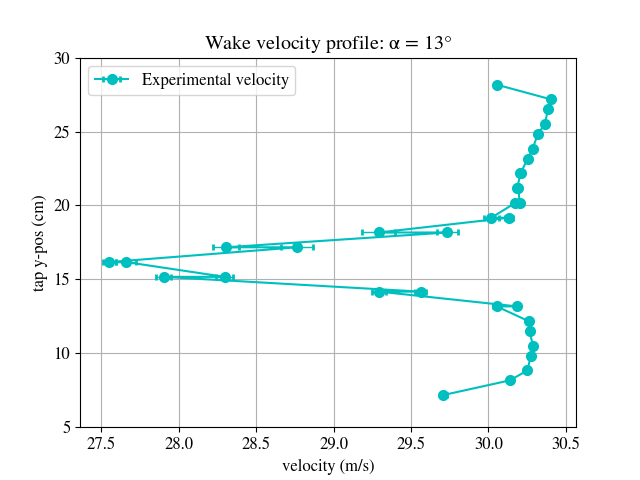 Wake velocity profile: α = 13°
Experimental velocity
tap y-pos (cm)
30
25
20
15
10
5
27.5 28.0 28.5 29.0 29.5 30.0 30.5
velocity (m/s)